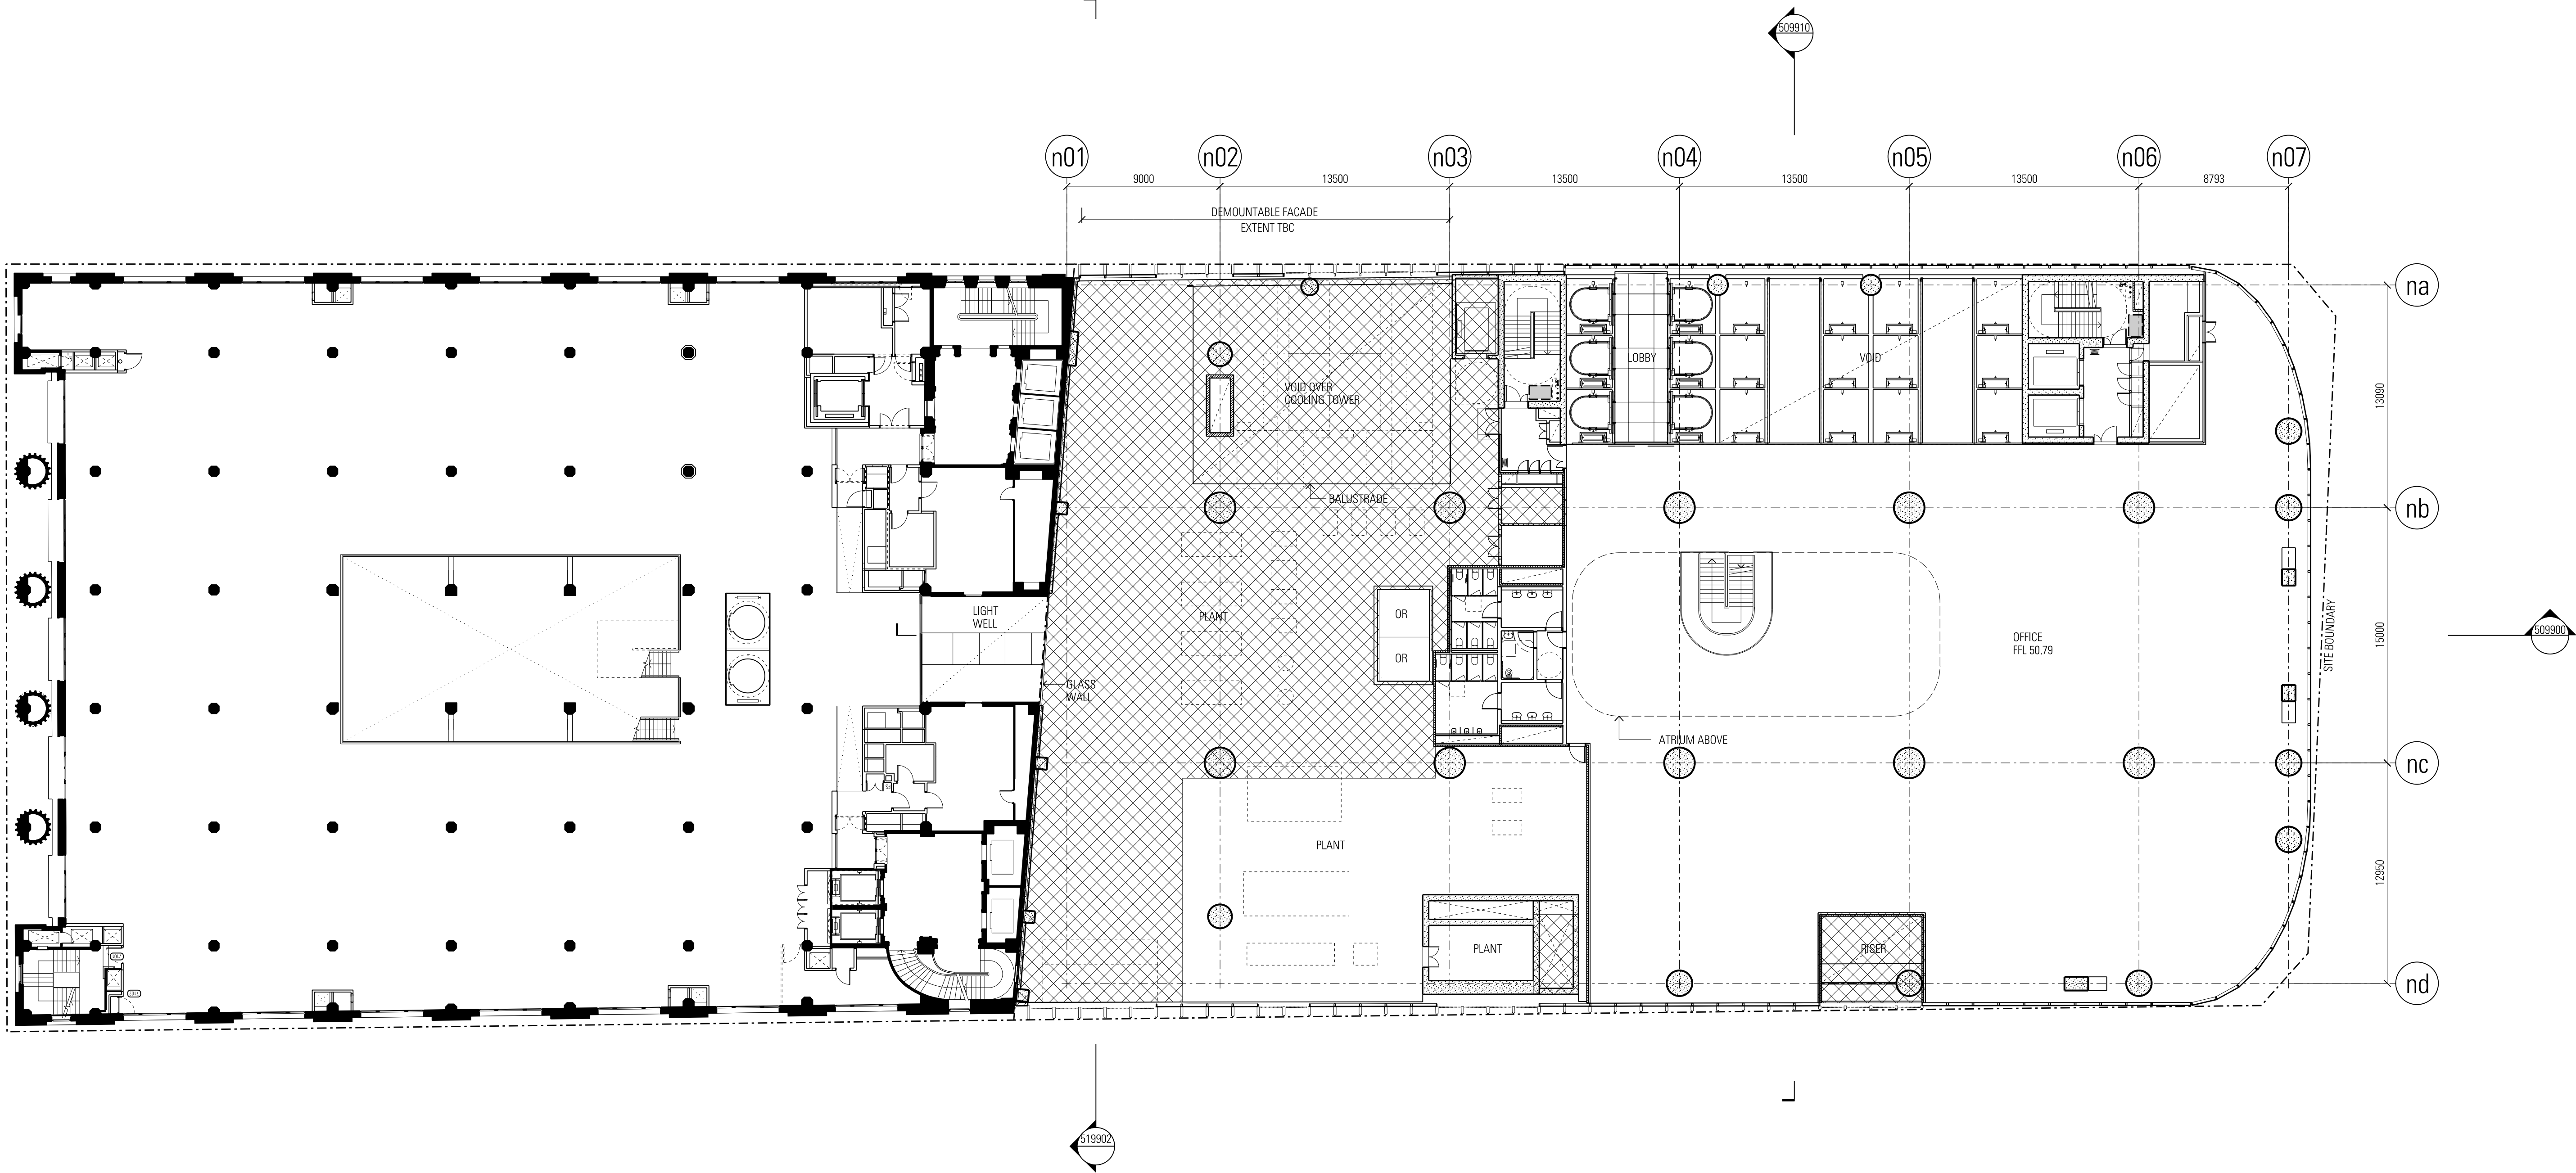 509910
n01
n02
n03
n04
n05
n06
n07
9000
13500
13500
13500
13500
8793
DEMOUNTABLE FACADE
EXTENT TBC
na
nb
nc
nd
13090
15000
12950
LOBBY
VOID
VOID OVER
COOLING TOWER
BALUSTRADE
LIGHT
WELL
PLANT
OR
OR
OFFICE
FFL 50.79
SITE BOUNDARY
509900
GLASS
WALL
ATRIUM ABOVE
PLANT
PLANT
RISER
519902